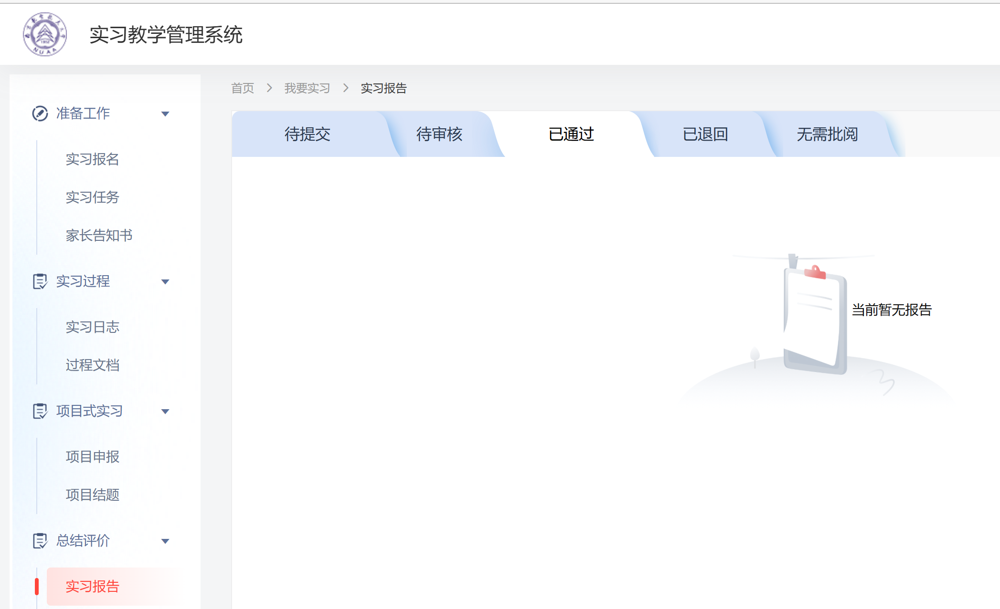 实习教学管理系统
1952
NUAA
首页 > 我要实习 > 实习报告
准备工作
实习报名
实习任务
家长告知书
实习过程
实习日志
过程文档
项目式实习
项目申报
项目结题
总结评价
实习报告
待提交 待审核 已通过 已退回 无需批阅
当前暂无报告